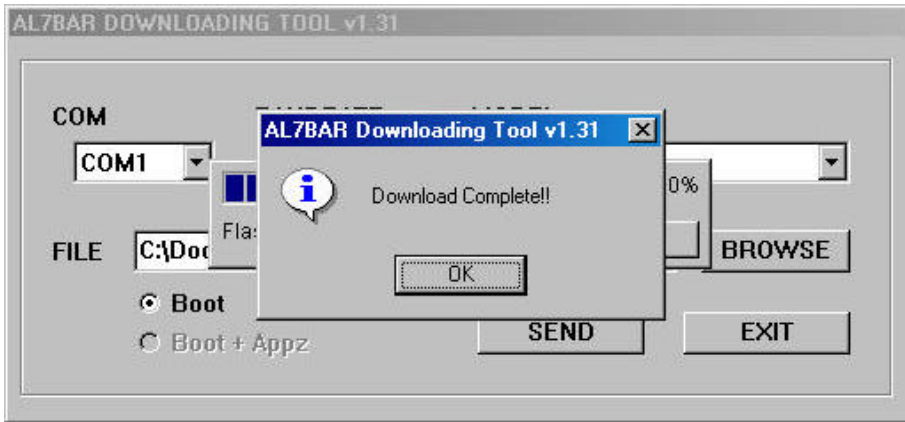 AL7BAR DOWNLOADING TOOL v1.31
COM
COM1
AL7BAR Downloading Tool v1.31
Download Complete!!
OK
0%
FILE
C:\Doc
BROWSE
Boot
Boot + Appz
SEND
EXIT